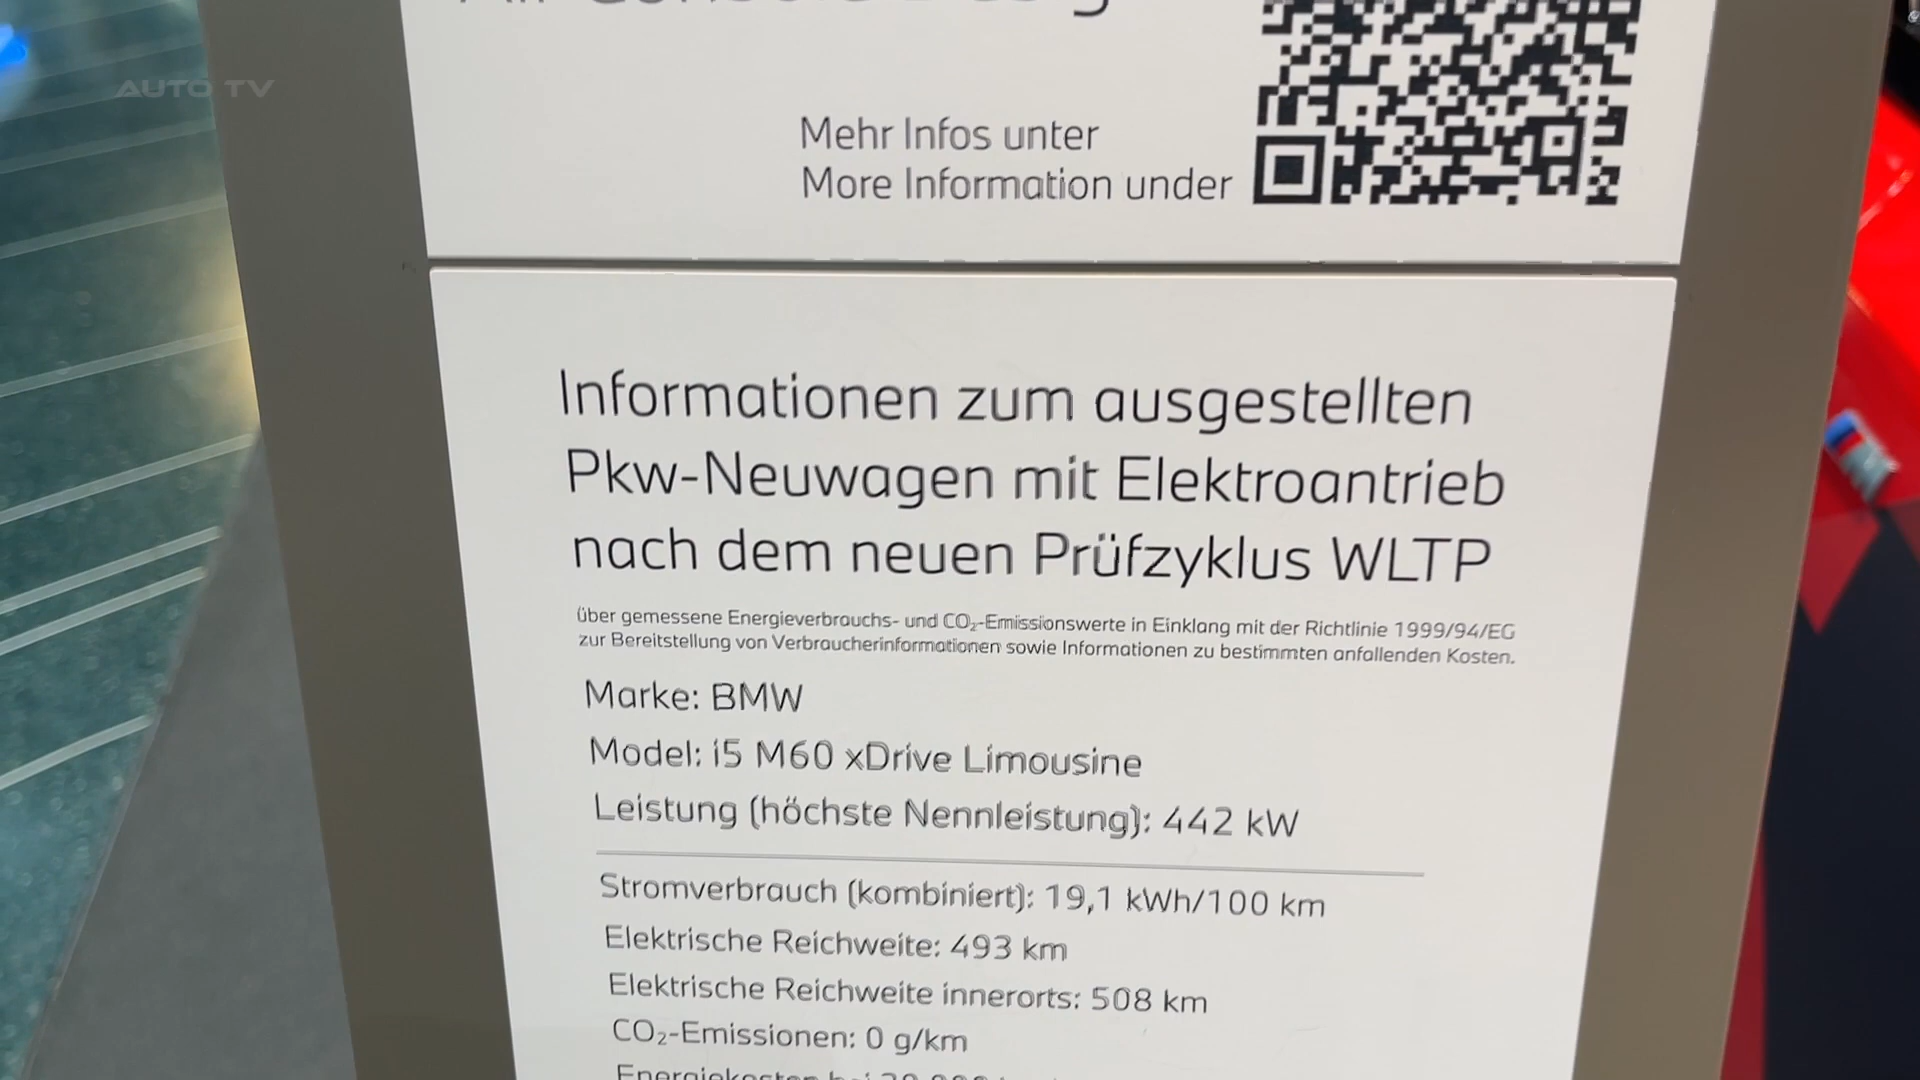 AUTO TV
Mehr Infos unter
More Information under
Informationen zum ausgestellten
Pkw-Neuwagen mit Elektroantrieb
nach dem neuen Prüfzyklus WLTP
über gemessene Energieverbrauchs- und CO₂-Emissionswerte in Einklang mit der Richtlinie 1999/94/EG
zur Bereitstellung von Verbraucherinformationen sowie Informationen zu bestimmten anfallenden Kosten.
Marke: BMW
Model: i5 M60 xDrive Limousine
Leistung (höchste Nennleistung): 442 kW
Stromverbrauch (kombiniert): 19,1 kWh/100 km
Elektrische Reichweite: 493 km
Elektrische Reichweite innerorts: 508 km
CO₂-Emissionen: 0 g/km